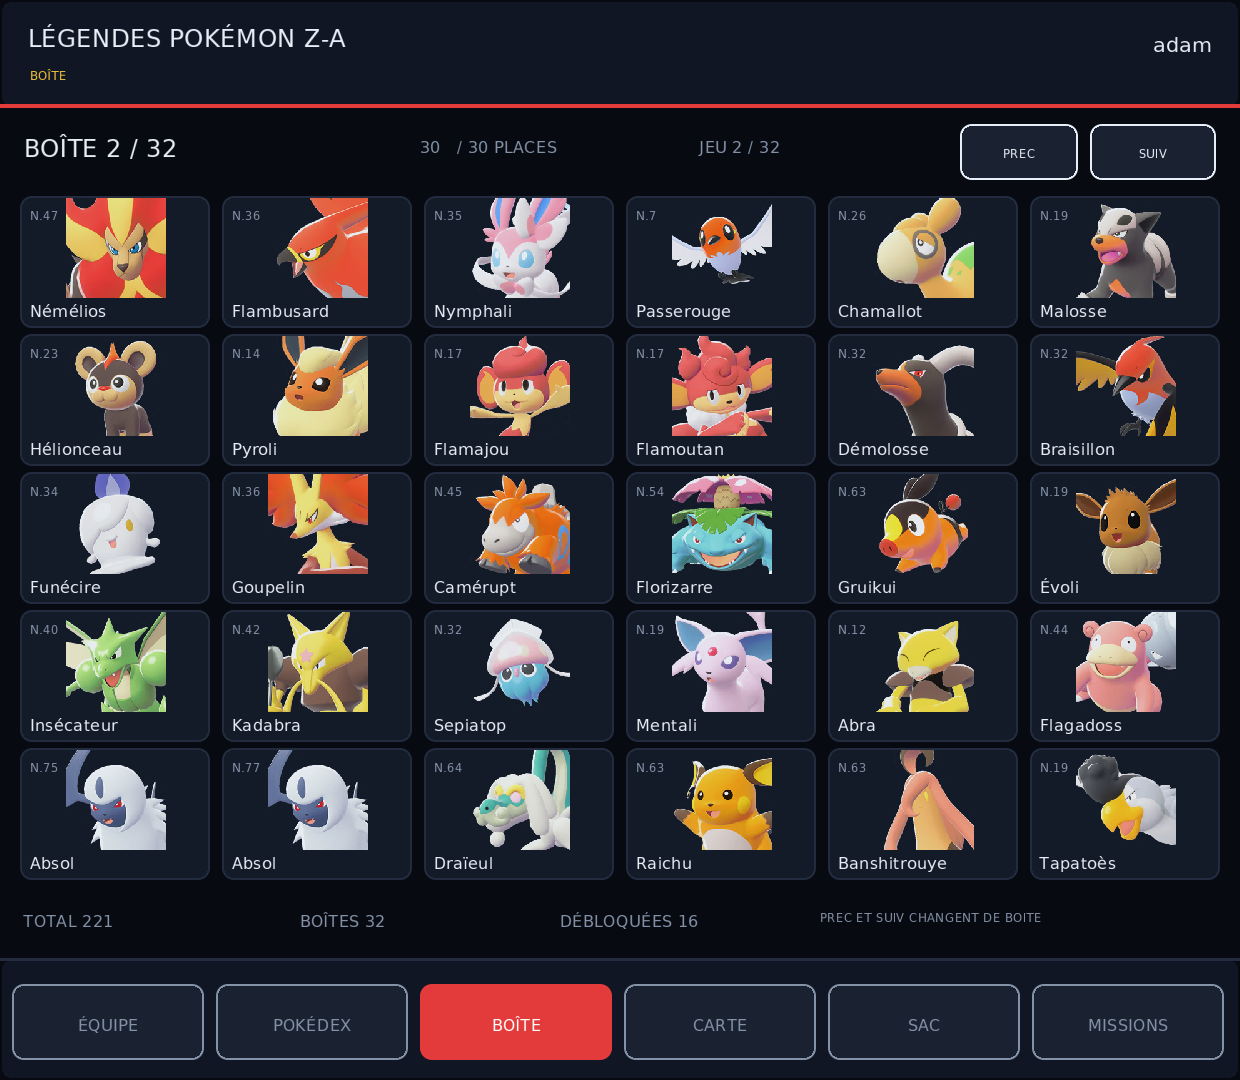 LÉGENDES POKÉMON Z-A
adam
BOÎTE
BOÎTE 2 / 32
30 / 30 PLACES
JEU 2 / 32
PREC
SUIV
N.47
N.36
N.35
N.7
N.26
N.19
Némélios
Flambusard
Nymphali
Passerouge
Chamallot
Malosse
N.23
N.14
N.17
N.17
N.32
N.32
Hélionceau
Pyroli
Flamajou
Flamoutan
Démolosse
Braisillon
N.34
N.36
N.45
N.54
N.63
N.19
Funécire
Goupelin
Camérupt
Florizarre
Gruikui
Évoli
N.40
N.42
N.32
N.19
N.12
N.44
Insécateur
Kadabra
Sepiatop
Mentali
Abra
Flagadoss
N.75
N.77
N.64
N.63
N.63
N.19
Absol
Absol
Draïeul
Raichu
Banshitrouye
Tapatoès
TOTAL 221
BOÎTES 32
DÉBLOQUÉES 16
PREC ET SUIV CHANGENT DE BOITE
ÉQUIPE
POKÉDEX
BOÎTE
CARTE
SAC
MISSIONS